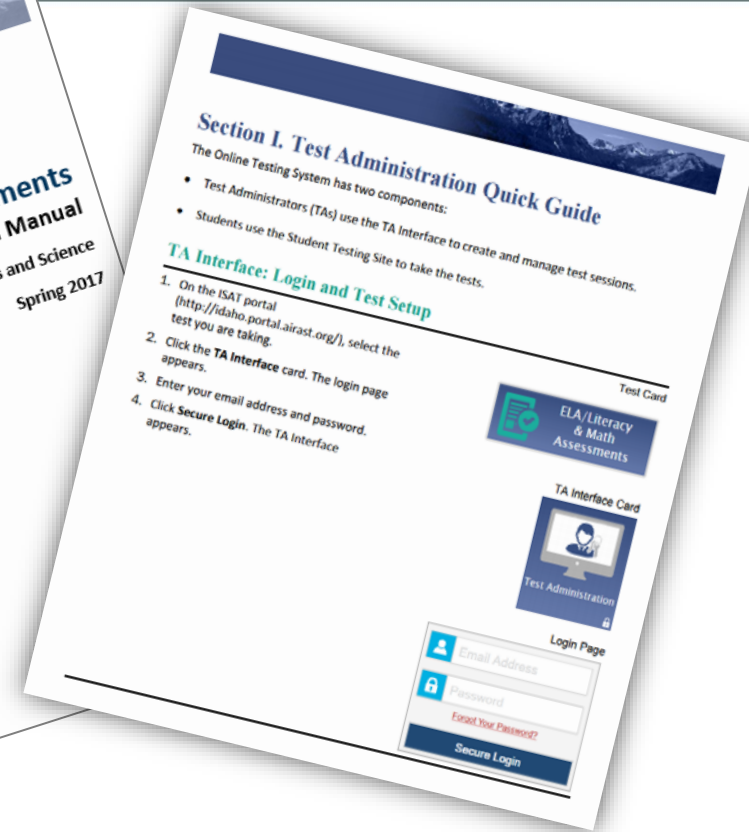 ments
Manual
s and Science
Spring 2017
Section I. Test Administration Quick Guide
The Online Testing System has two components:
• Test Administrators (TAs) use the TA Interface to create and manage test sessions.
• Students use the Student Testing Site to take the tests.
TA Interface: Login and Test Setup
1. On the ISAT portal
(http://idaho.portal.airast.org/), select the
test you are taking.
2. Click the TA Interface card. The login page
appears.
3. Enter your email address and password.
4. Click Secure Login. The TA Interface
appears.
Test Card
ELA/Literacy
& Math
Assessments
TA Interface Card
Test Administration
Login Page
Email Address
Password
Forgot Your Password?
Secure Login